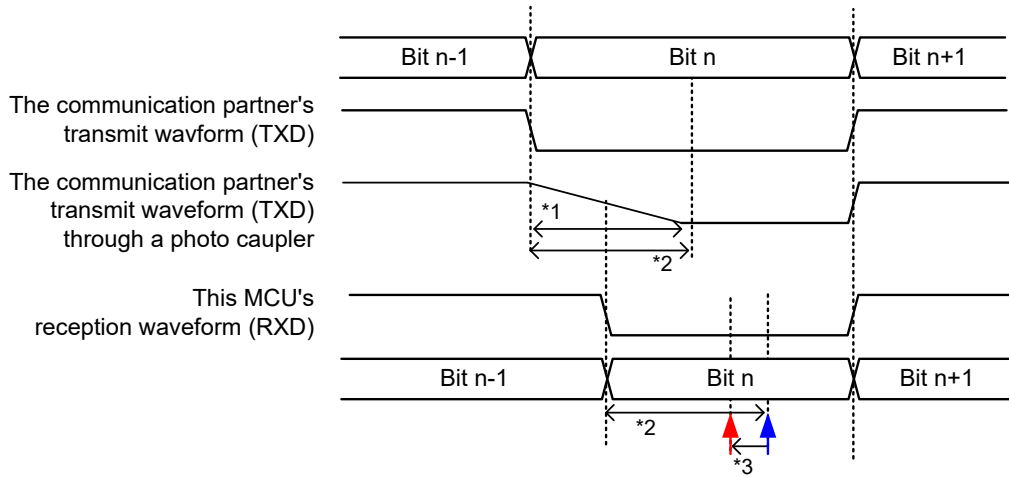 Bit n-1 Bit n Bit n+1
The communication partner's
transmit wavform (TXD)
The communication partner's
transmit waveform (TXD)
through a photo caupler
*1
*2
This MCU's
reception waveform (RXD)
Bit n-1 Bit n Bit n+1
*2
*3